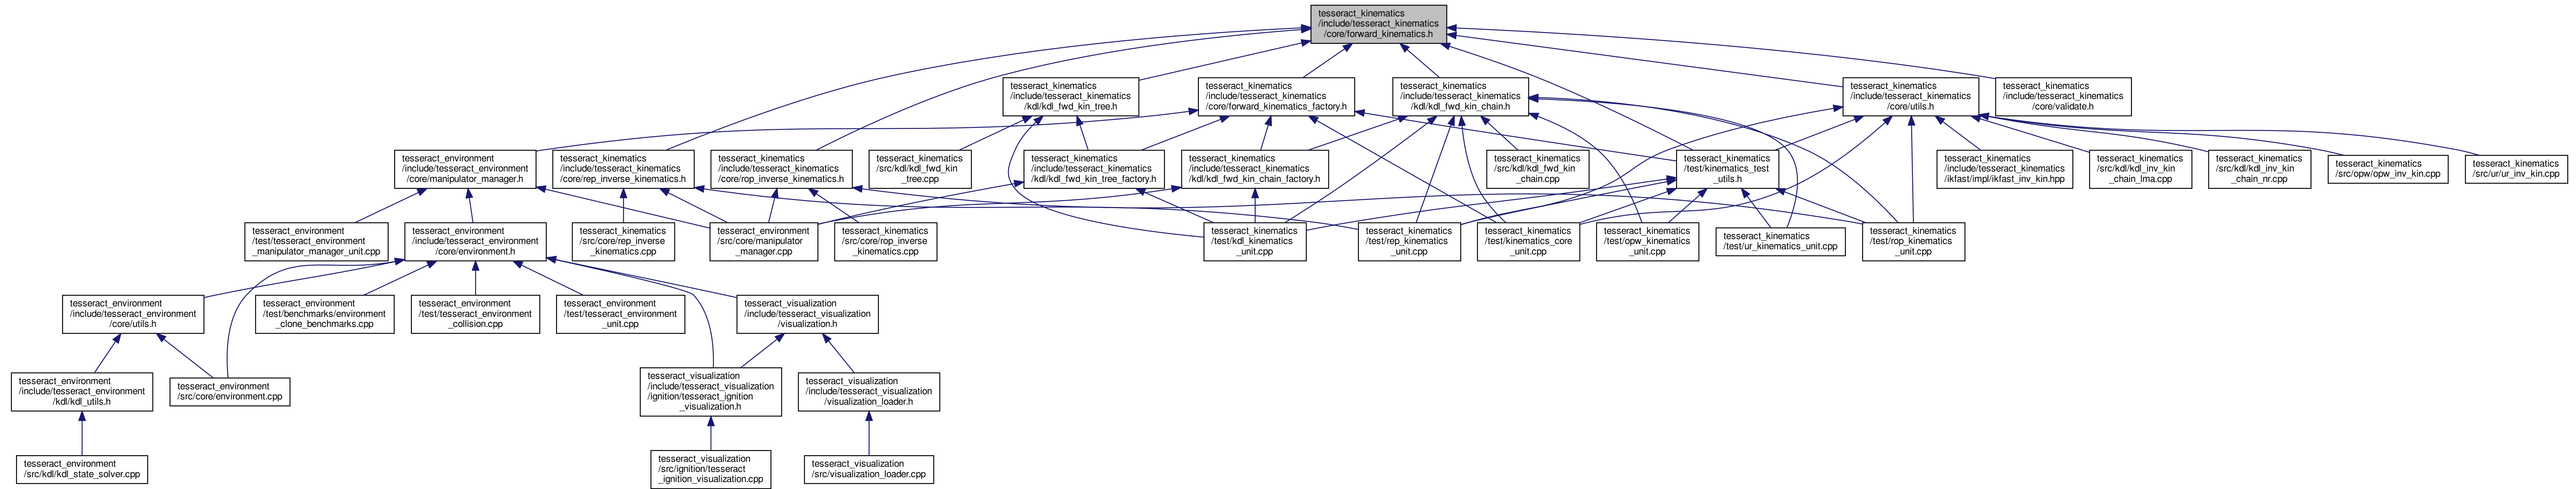 tesseract_kinematics
/include/tesseract_kinematics
/core/forward_kinematics.h
tesseract_kinematics
/include/tesseract_kinematics
/kdl/kdl_fwd_kin_tree.h
tesseract_kinematics
/include/tesseract_kinematics
/core/forward_kinematics_factory.h
tesseract_kinematics
/include/tesseract_kinematics
/kdl/kdl_fwd_kin_chain.h
tesseract_kinematics
/include/tesseract_kinematics
/core/utils.h
tesseract_kinematics
/include/tesseract_kinematics
/core/validate.h
tesseract_environment
/include/tesseract_environment
/core/manipulator_manager.h
tesseract_kinematics
/include/tesseract_kinematics
/core/rep_inverse_kinematics.h
tesseract_kinematics
/include/tesseract_kinematics
/core/rop_inverse_kinematics.h
tesseract_kinematics
/src/kdl/kdl_fwd_kin
_tree.cpp
tesseract_kinematics
/include/tesseract_kinematics
/kdl/kdl_fwd_kin_tree_factory.h
tesseract_kinematics
/include/tesseract_kinematics
/kdl/kdl_fwd_kin_chain_factory.h
tesseract_kinematics
/src/kdl/kdl_fwd_kin
_chain.cpp
tesseract_kinematics
/test/kinematics_test
_utils.h
tesseract_kinematics
/include/tesseract_kinematics
/ikfast/impl/ikfast_inv_kin.hpp
tesseract_kinematics
/src/kdl/kdl_inv_kin
_chain_lma.cpp
tesseract_kinematics
/src/kdl/kdl_inv_kin
_chain_nr.cpp
tesseract_kinematics
/src/opw/opw_inv_kin.cpp
tesseract_kinematics
/src/ur/ur_inv_kin.cpp
tesseract_environment
/test/tesseract_environment
_manipulator_manager_unit.cpp
tesseract_environment
/include/tesseract_environment
/core/environment.h
tesseract_kinematics
/src/core/rep_inverse
_kinematics.cpp
tesseract_environment
/src/core/manipulator
_manager.cpp
tesseract_kinematics
/src/core/rop_inverse
_kinematics.cpp
tesseract_kinematics
/test/kdl_kinematics
_unit.cpp
tesseract_kinematics
/test/rep_kinematics
_unit.cpp
tesseract_kinematics
/test/kinematics_core
_unit.cpp
tesseract_kinematics
/test/opw_kinematics
_unit.cpp
tesseract_kinematics
/test/ur_kinematics_unit.cpp
tesseract_kinematics
/test/rop_kinematics
_unit.cpp
tesseract_environment
/include/tesseract_environment
/core/utils.h
tesseract_environment
/test/benchmarks/environment
_clone_benchmarks.cpp
tesseract_environment
/test/tesseract_environment
_collision.cpp
tesseract_environment
/test/tesseract_environment
_unit.cpp
tesseract_visualization
/include/tesseract_visualization
/visualization.h
tesseract_environment
/include/tesseract_environment
/kdl/kdl_utils.h
tesseract_environment
/src/core/environment.cpp
tesseract_visualization
/include/tesseract_visualization
/ignition/tesseract_ignition
_visualization.h
tesseract_visualization
/include/tesseract_visualization
/visualization_loader.h
tesseract_environment
/src/kdl/kdl_state_solver.cpp
tesseract_visualization
/src/ignition/tesseract
_ignition_visualization.cpp
tesseract_visualization
/src/visualization_loader.cpp